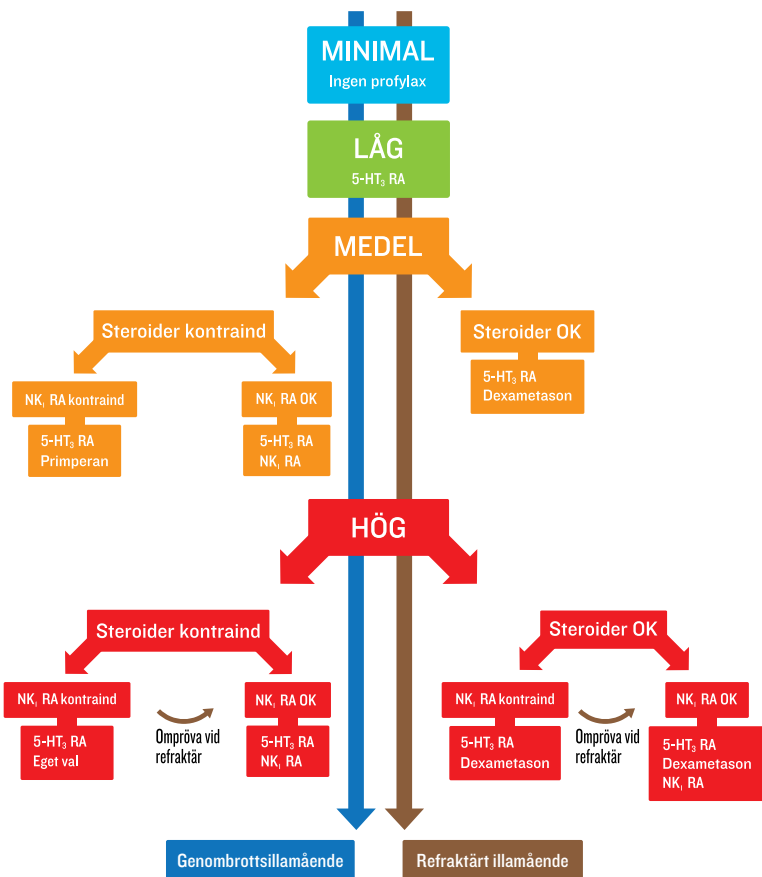 MINIMAL
Ingen profylax
LÅG
5-HT₃ RA
MEDEL
Steroider kontraind
NK₁ RA kontraind
5-HT₃ RA
Primperan
NK₁ RA OK
5-HT₃ RA
NK₁ RA
Steroider OK
5-HT₃ RA
Dexametason
HÖG
Steroider kontraind
NK₁ RA kontraind
5-HT₃ RA
Eget val
Ompröva vid
refraktär
NK₁ RA OK
5-HT₃ RA
NK₁ RA
Steroider OK
NK₁ RA kontraind
5-HT₃ RA
Dexametason
Ompröva vid
refraktär
NK₁ RA OK
5-HT₃ RA
Dexametason
NK₁ RA
Genombrottsillamående
Refraktärt illamående